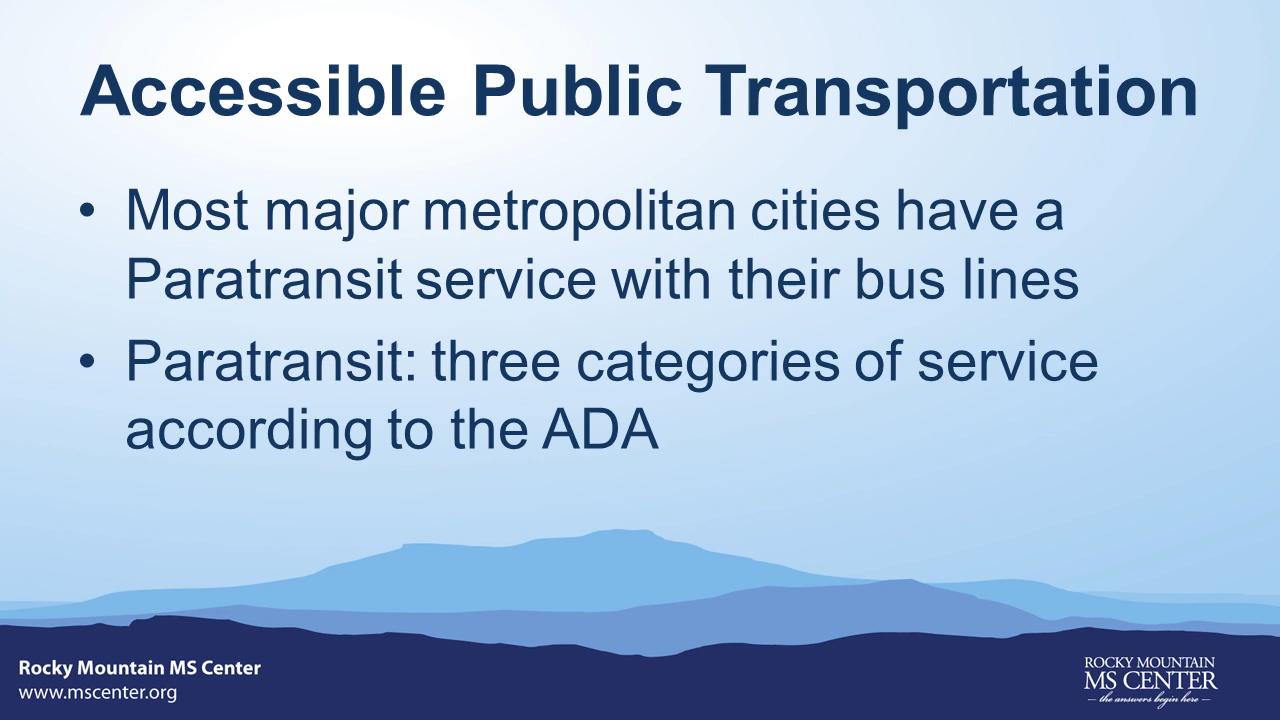 Accessible Public Transportation
• Most major metropolitan cities have a
Paratransit service with their bus lines
• Paratransit: three categories of service
according to the ADA
Rocky Mountain MS Center
www.mscenter.org
ROCKY MOUNTAIN
MS CENTER
— the answers begin here —